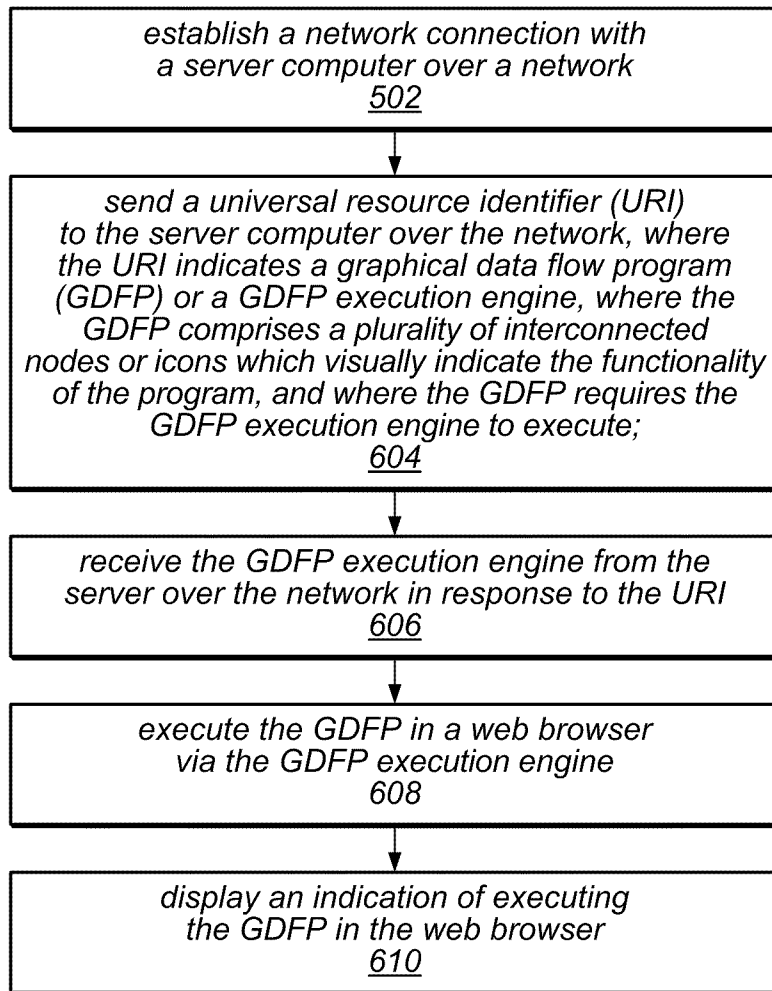 establish a network connection with
a server computer over a network
502
send a universal resource identifier (URI)
to the server computer over the network, where
the URI indicates a graphical data flow program
(GDFP) or a GDFP execution engine, where the
GDFP comprises a plurality of interconnected
nodes or icons which visually indicate the functionality
of the program, and where the GDFP requires the
GDFP execution engine to execute;
604
receive the GDFP execution engine from the
server over the network in response to the URI
606
execute the GDFP in a web browser
via the GDFP execution engine
608
display an indication of executing
the GDFP in the web browser
610